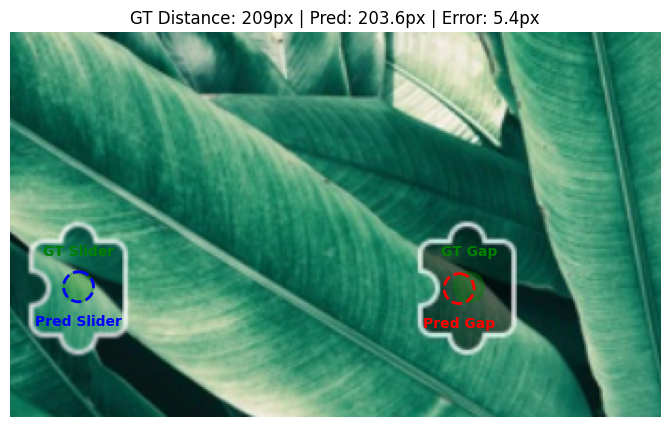 GT Distance: 209px | Pred: 203.6px | Error: 5.4px
GT Slider
GT Gap
Pred Slider
Pred Gap